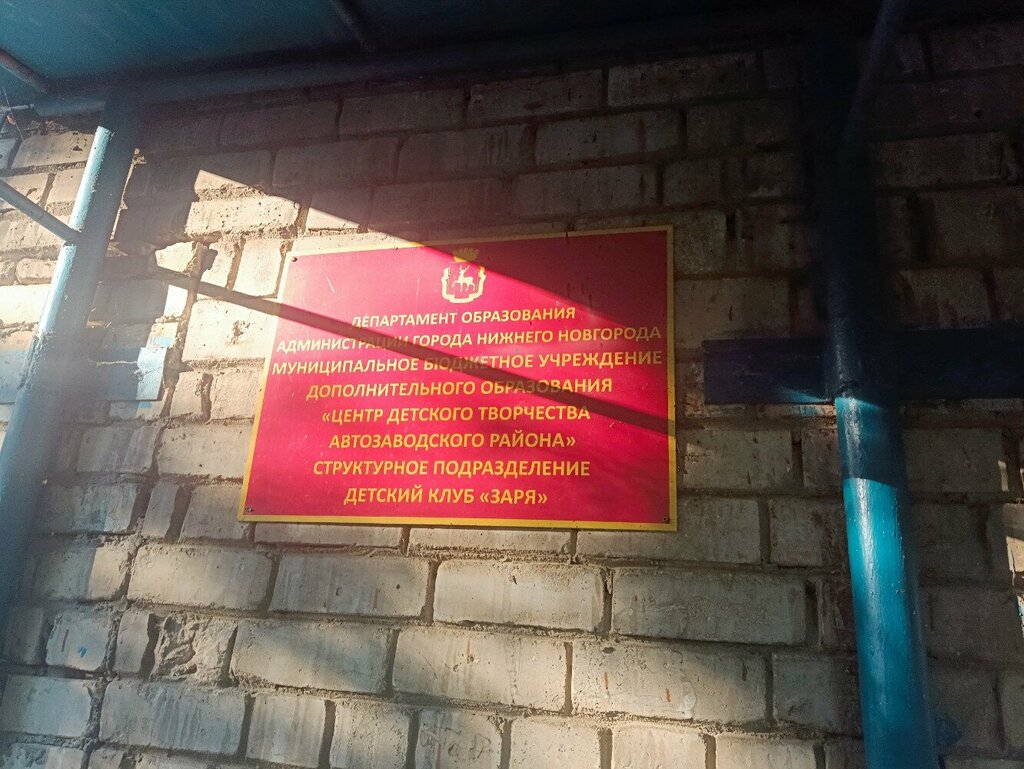 ДЕПАРТАМЕНТ ОБРАЗОВАНИЯ
АДМИНИСТРАЦИИ ГОРОДА НИЖНЕГО НОВГОРОДА
МУНИЦИПАЛЬНОЕ БЮДЖЕТНОЕ УЧРЕЖДЕНИЕ
ДОПОЛНИТЕЛЬНОГО ОБРАЗОВАНИЯ
«ЦЕНТР ДЕТСКОГО ТВОРЧЕСТВА
АВТОЗАВОДСКОГО РАЙОНА»
СТРУКТУРНОЕ ПОДРАЗДЕЛЕНИЕ
ДЕТСКИЙ КЛУБ «ЗАРЯ»